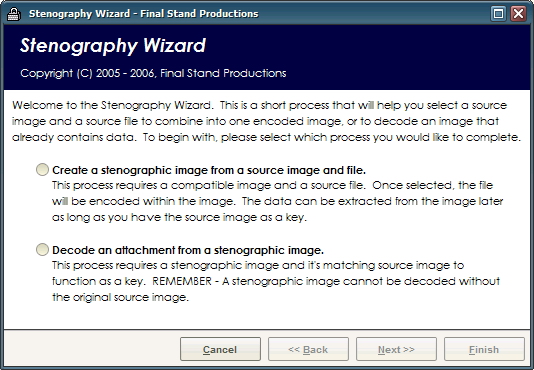 Stenography Wizard - Final Stand Productions
Stenography Wizard
Copyright (C) 2005 - 2006, Final Stand Productions
Welcome to the Stenography Wizard.  This is a short process that will help you select a source
image and a source file to combine into one encoded image, or to decode an image that
already contains data.  To begin with, please select which process you would like to complete.
Create a stenographic image from a source image and file.
This process requires a compatible image and a source file.  Once selected, the file
will be encoded within the image.  The data can be extracted from the image later
as long as you have the source image as a key.
Decode an attachment from a stenographic image.
This process requires a stenographic image and it's matching source image to
function as a key.  REMEMBER - A stenographic image cannot be decoded without
the original source image.
Cancel
<< Back
Next >>
Finish